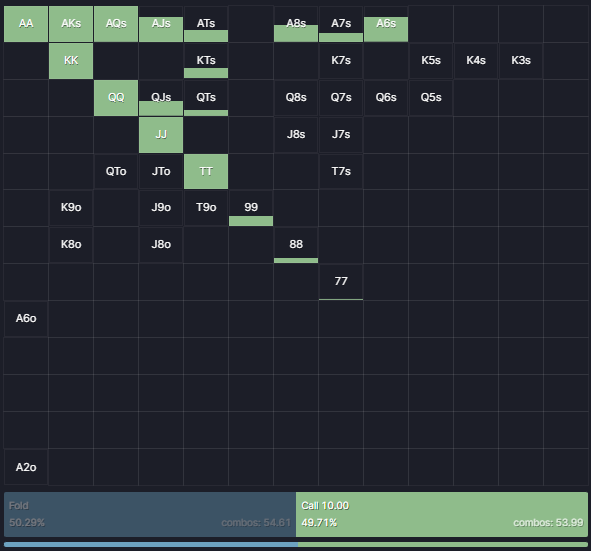 AA AKs AQs AJs ATs A8s A7s A6s
KK KTs K7s K5s K4s K3s
QQ QJs QTs Q8s Q7s Q6s Q5s
JJ J8s J7s
QTo JTo TT T7s
K9o J9o T9o 99
K8o J8o 88
77
A6o
A2o
Fold Call 10.00
50.29% combos: 54.61 49.71% combos: 53.99